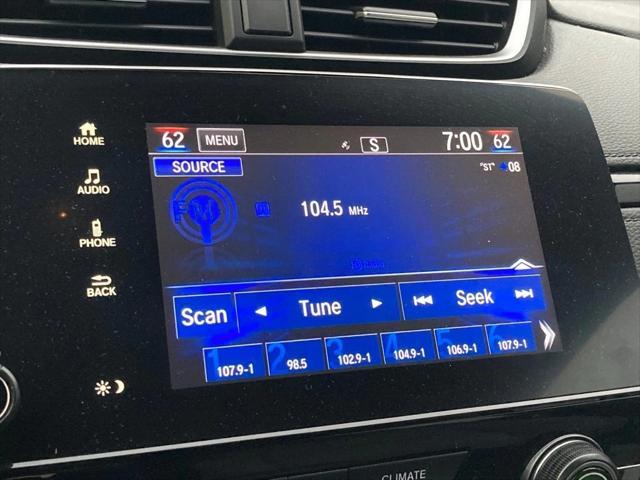 62 MENU S 7:00 62
HOME
SOURCE "ST" 08
AUDIO
FM 104.5 MHz
PHONE
BACK
Scan Tune Seek
1 107.9-1 2 98.5 3 102.9-1 4 104.9-1 5 106.9-1 6 107.9-1
CLIMATE